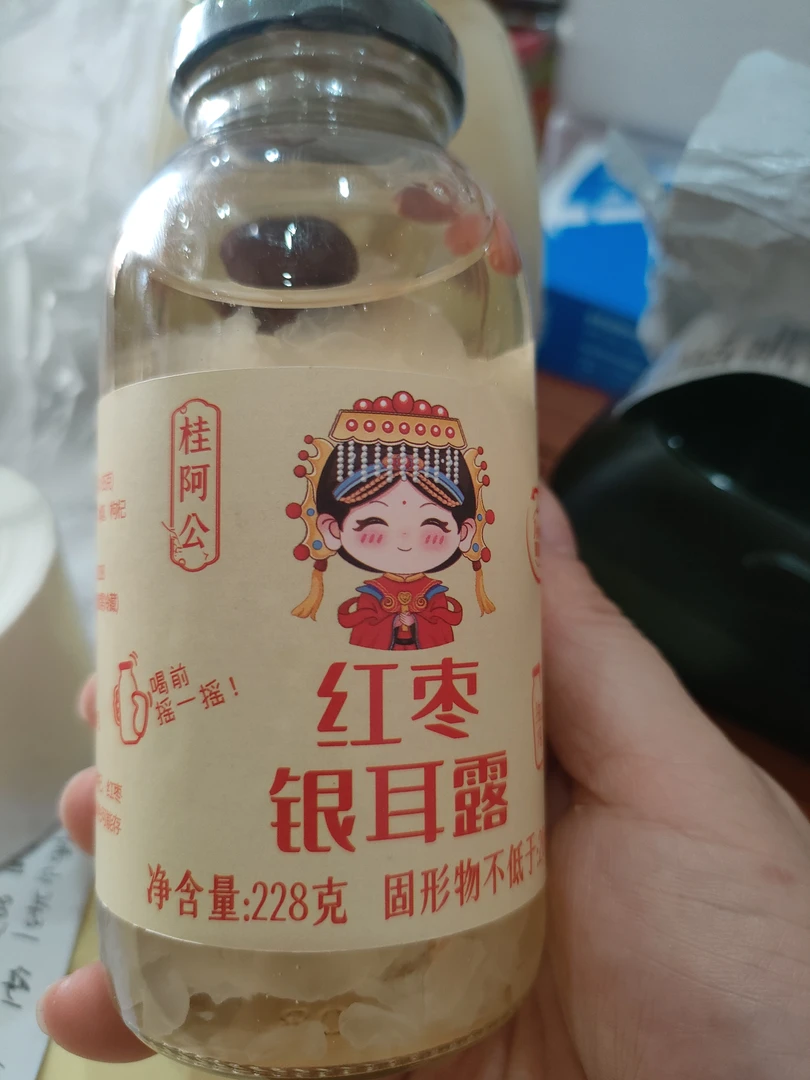 桂阿公
喝前
摇一摇！
红枣
银耳露
净含量:228克 固形物不低于